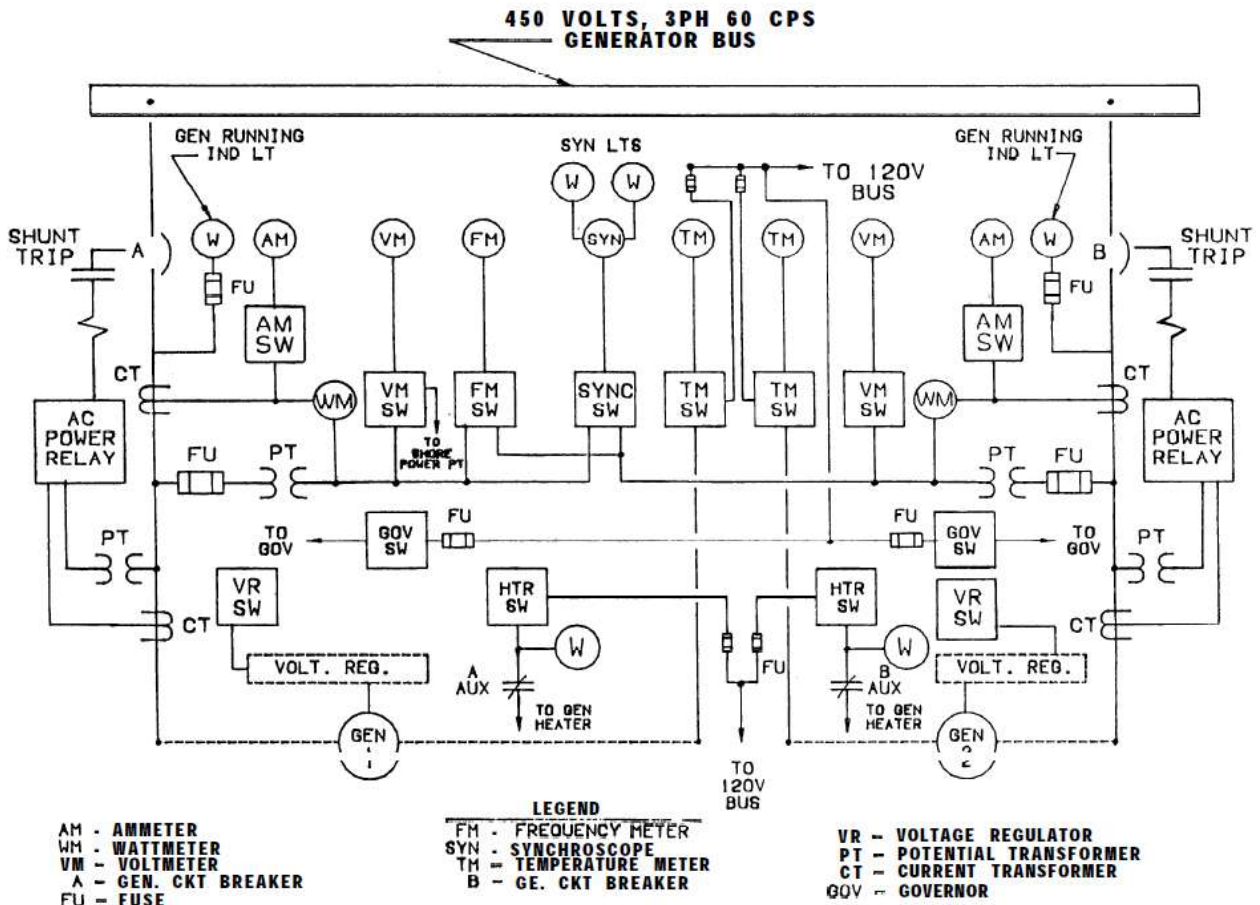 450 VOLTS, 3PH 60 CPS
GENERATOR BUS
GEN RUNNING
IND LT
SYN LTS
GEN RUNNING
IND LT
W
W
TO 120V
BUS
SHUNT
TRIP
A
W
AM
VM
FM
SYN
TM
TM
VM
AM
W
B
SHUNT
TRIP
FU
FU
AM
SW
AM
SW
CT
CT
WM
VM
SW
FM
SW
SYNC
SW
TM
SW
TM
SW
VM
SW
WM
AC
POWER
RELAY
AC
POWER
RELAY
TO
SHORE
POWER PT
FU
PT
PT
FU
TO
GOV
GOV
SW
FU
FU
GOV
SW
TO
GOV
PT
PT
VR
SW
HTR
SW
HTR
SW
VR
SW
CT
CT
W
FU
W
VOLT. REG.
A
AUX
B
AUX
VOLT. REG.
TO GEN
HEATER
TO GEN
HEATER
GEN
1
GEN
2
TO
120V
BUS
LEGEND
AM - AMMETER
WM - WATTMETER
VM - VOLTMETER
A - GEN. CKT BREAKER
FU - FUSE
FM - FREQUENCY METER
SYN - SYNCHROSCOPE
TM = TEMPERATURE METER
B - GE. CKT BREAKER
VR - VOLTAGE REGULATOR
PT - POTENTIAL TRANSFORMER
CT - CURRENT TRANSFORMER
GOV - GOVERNOR